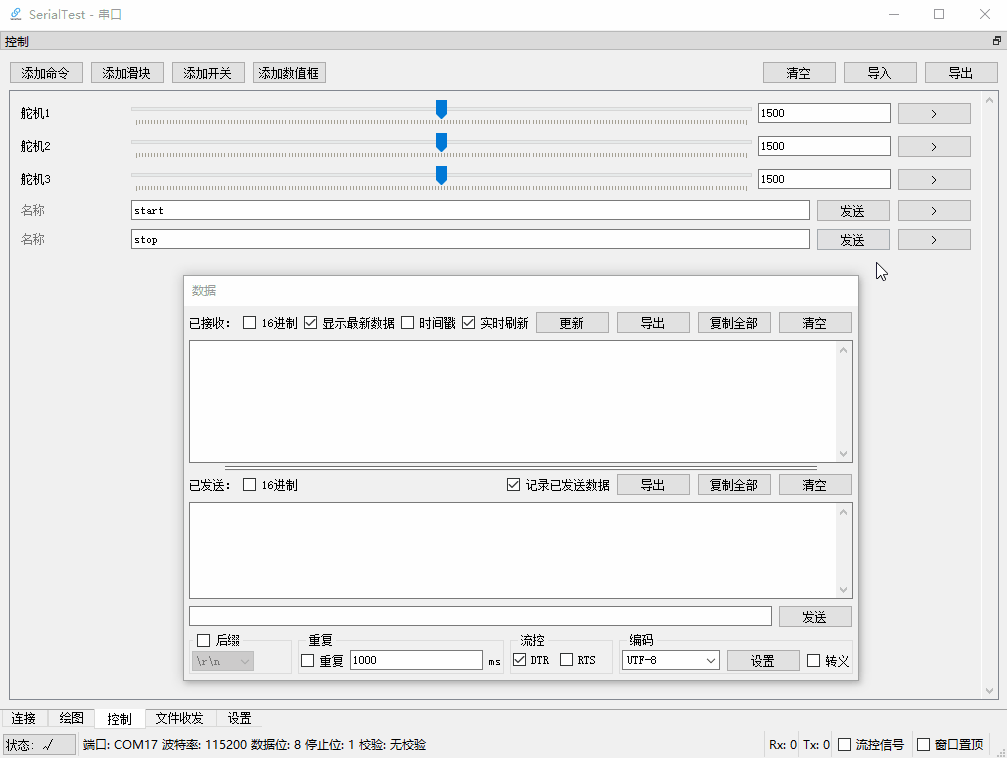 SerialTest - 串口
控制
添加命令 添加滑块 添加开关 添加数值框 清空 导入 导出
舵机1 1500 >
舵机2 1500 >
舵机3 1500 >
名称 start 发送 >
名称 stop 发送 >
数据
已接收: 16进制 显示最新数据 时间戳 实时刷新 更新 导出 复制全部 清空
已发送: 16进制 记录已发送数据 导出 复制全部 清空
发送
后缀 重复 流控 编码
\r\n 重复 1000 ms DTR RTS UTF-8 设置 转义
连接 绘图 控制 文件收发 设置
状态: √ 端口: COM17 波特率: 115200 数据位: 8 停止位: 1 校验: 无校验 Rx: 0 Tx: 0 流控信号 窗口置顶